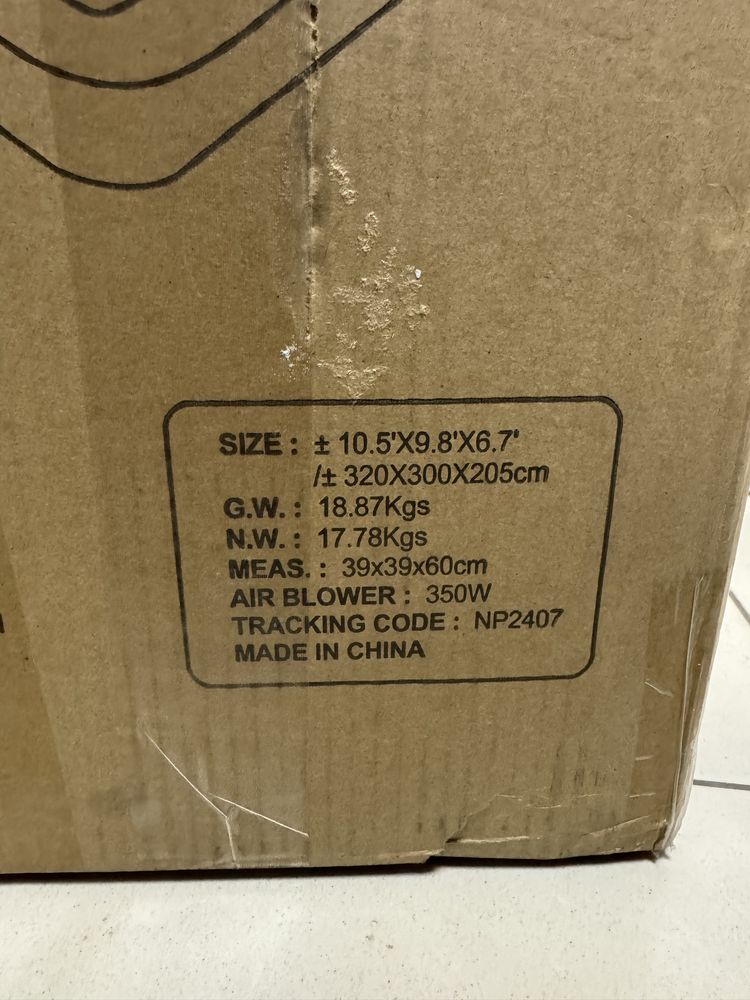 SIZE : ± 10.5'X9.8'X6.7'
/± 320X300X205cm
G.W. : 18.87Kgs
N.W. : 17.78Kgs
MEAS. : 39x39x60cm
AIR BLOWER : 350W
TRACKING CODE : NP2407
MADE IN CHINA